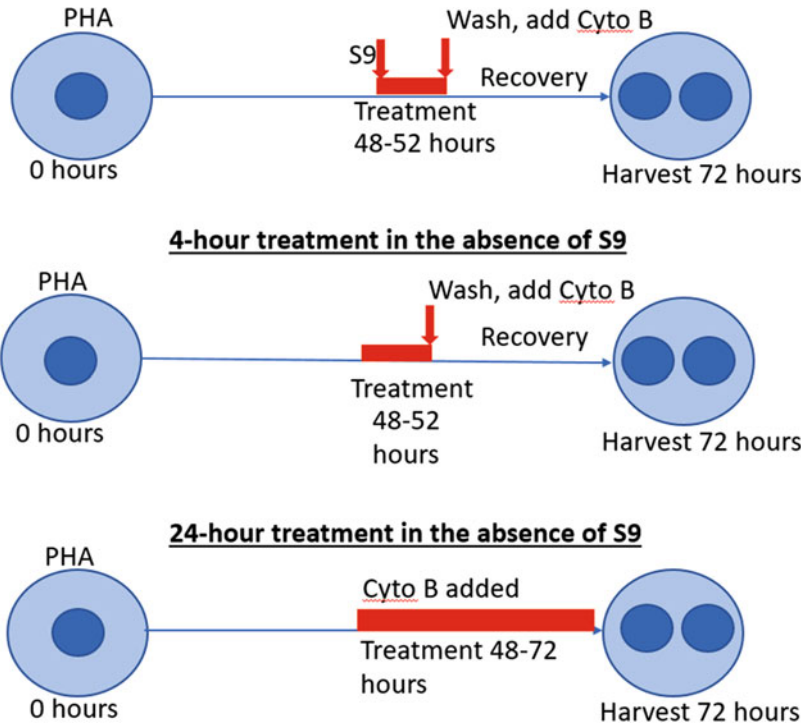 PHA
Wash, add Cyto B
S9
Recovery
Treatment
48-52 hours
0 hours
Harvest 72 hours
4-hour treatment in the absence of S9
PHA
Wash, add Cyto B
Recovery
Treatment
48-52
hours
0 hours
Harvest 72 hours
24-hour treatment in the absence of S9
PHA
Cyto B added
Treatment 48-72
hours
0 hours
Harvest 72 hours